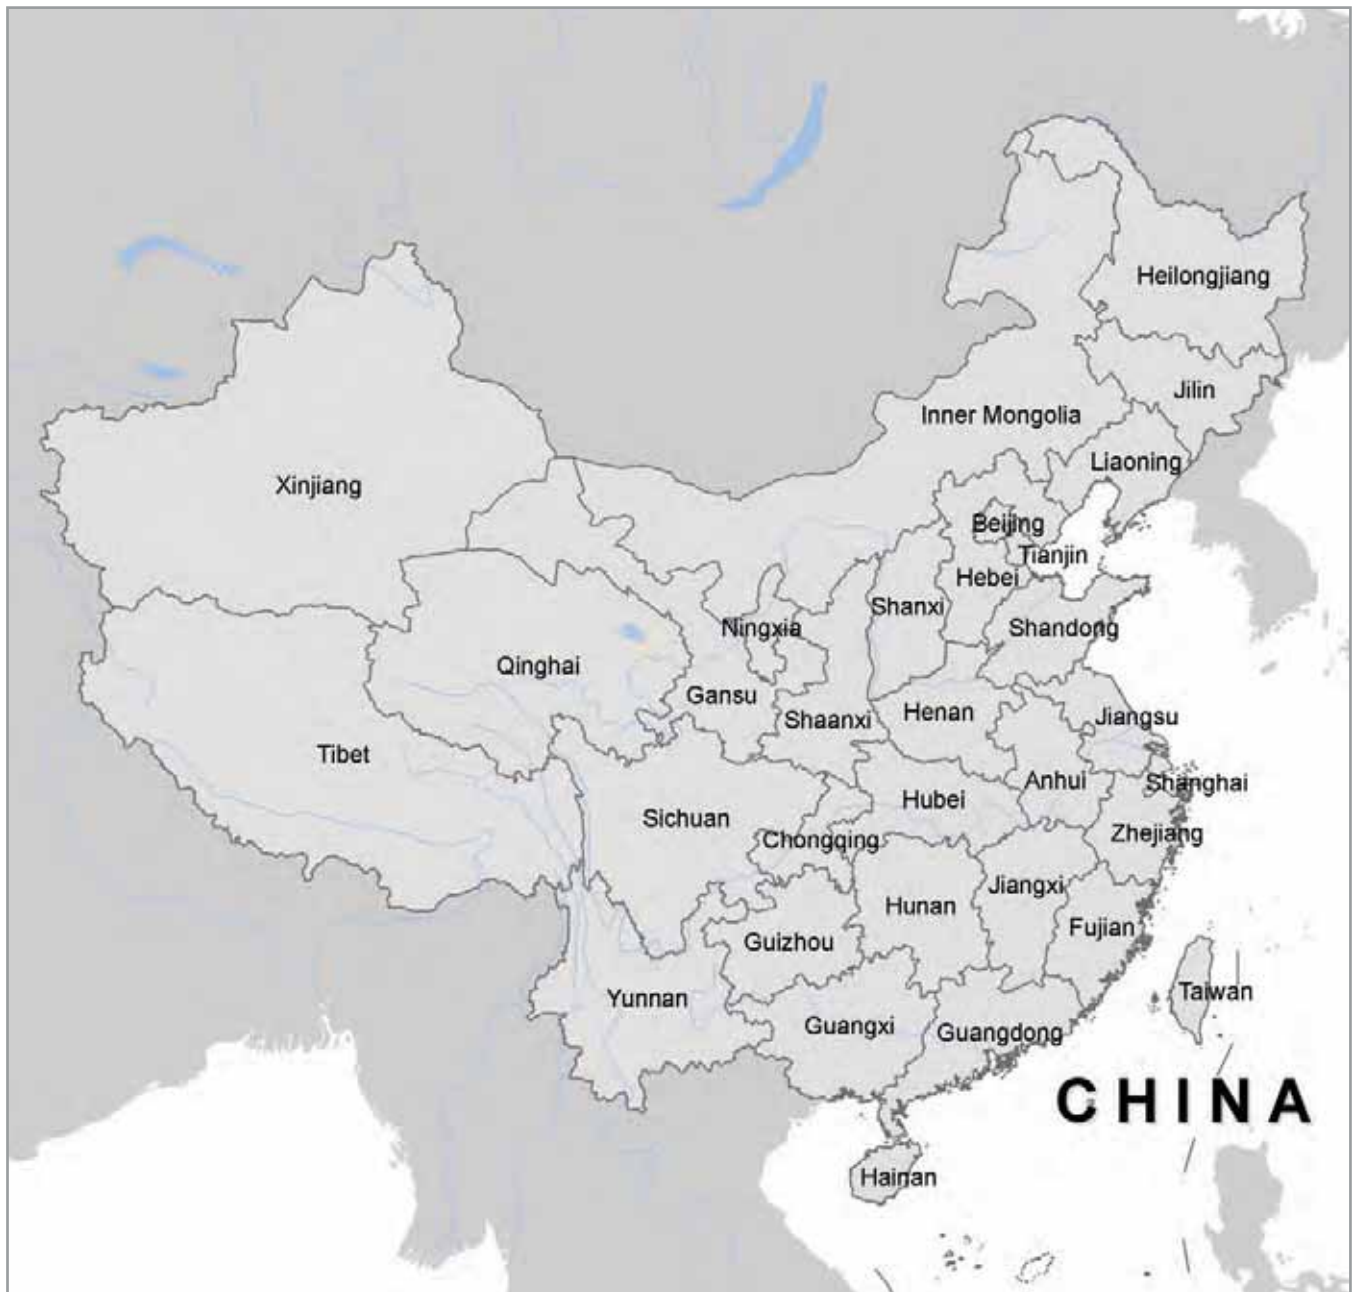 Heilongjiang
Jilin
Inner Mongolia
Liaoning
Xinjiang
Beijing
Tianjin
Hebei
Shanxi
Ningxia
Shandong
Qinghai
Gansu
Shaanxi
Henan
Jiangsu
Tibet
Anhui
Shanghai
Hubei
Sichuan
Zhejiang
Chongqing
Jiangxi
Hunan
Fujian
Guizhou
Taiwan
Yunnan
Guangxi
Guangdong
CHINA
Hainan